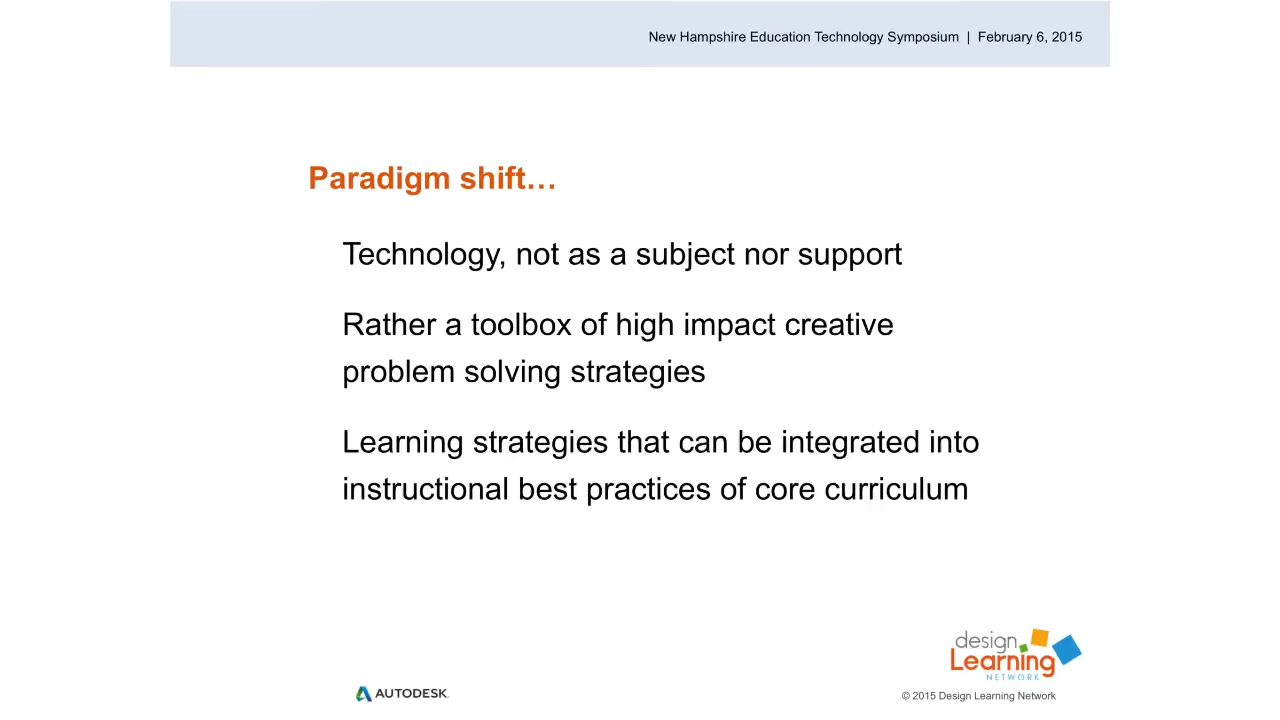 New Hampshire Education Technology Symposium | February 6, 2015
Paradigm shift…
Technology, not as a subject nor support
Rather a toolbox of high impact creative
problem solving strategies
Learning strategies that can be integrated into
instructional best practices of core curriculum
design
Learning
NETWORK
AUTODESK.
© 2015 Design Learning Network